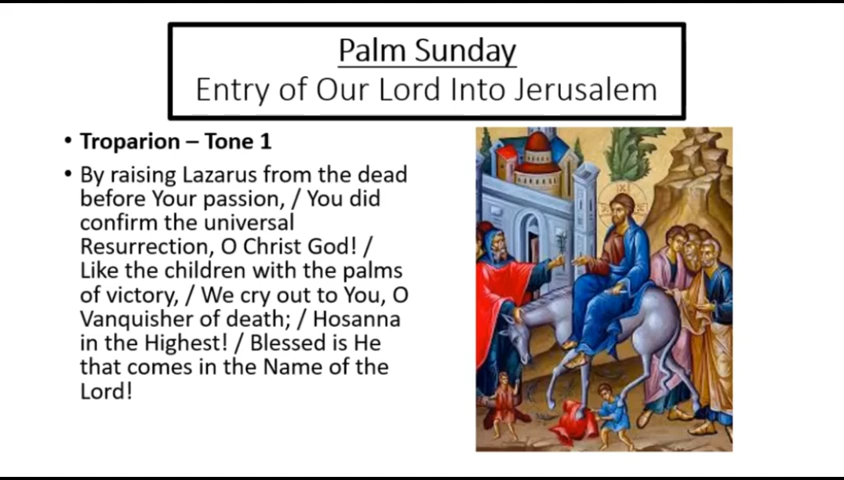 Palm Sunday
Entry of Our Lord Into Jerusalem
• Troparion – Tone 1
• By raising Lazarus from the dead
before Your passion, / You did
confirm the universal
Resurrection, O Christ God! /
Like the children with the palms
of victory, / We cry out to You, O
Vanquisher of death; / Hosanna
in the Highest! / Blessed is He
that comes in the Name of the
Lord!